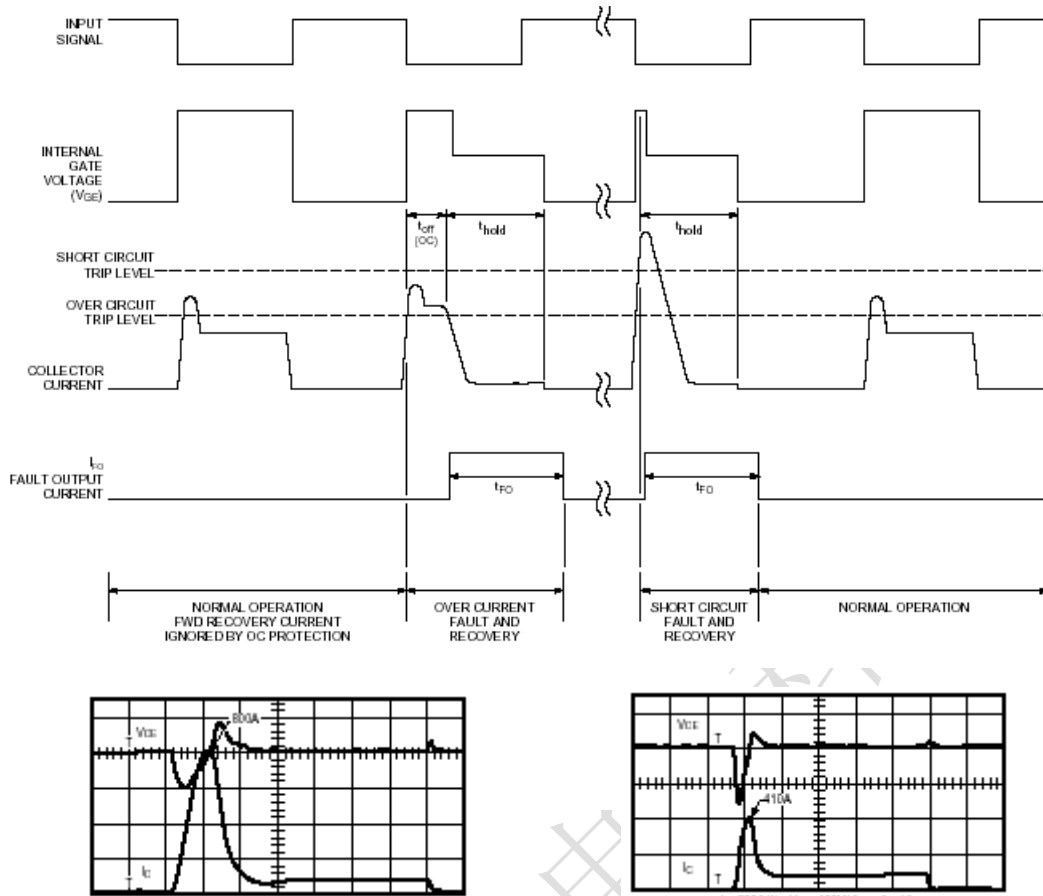 INPUT
SIGNAL
INTERNAL
GATE
VOLTAGE
(VGE)
toff
(OC)
thold
thold
SHORT CIRCUIT
TRIP LEVEL
OVER CIRCUIT
TRIP LEVEL
COLLECTOR
CURRENT
IFO
FAULT OUTPUT
CURRENT
tFO
tFO
NORMAL OPERATION
FWD RECOVERY CURRENT
IGNORED BY OC PROTECTION
OVER CURRENT
FAULT AND
RECOVERY
SHORT CIRCUIT
FAULT AND
RECOVERY
NORMAL OPERATION
VCE
T
800A
IC
T
VCE
T
410A
IC
T